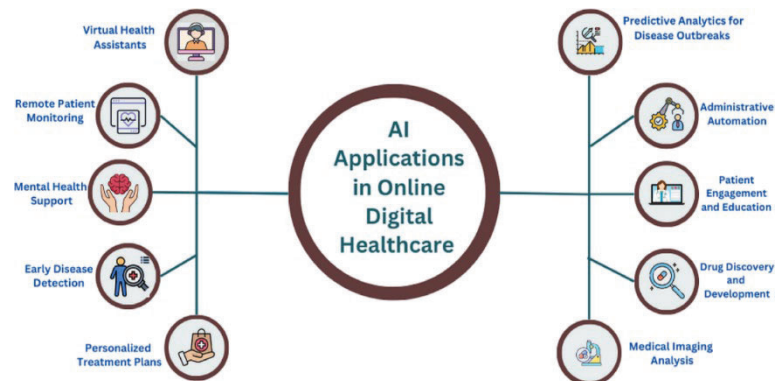 Virtual Health
Assistants
Remote Patient
Monitoring
Mental Health
Support
Early Disease
Detection
Personalized
Treatment Plans
AI
Applications
in Online
Digital
Healthcare
Predictive Analytics for
Disease Outbreaks
Administrative
Automation
Patient
Engagement
and Education
Drug Discovery
and
Development
Medical Imaging
Analysis